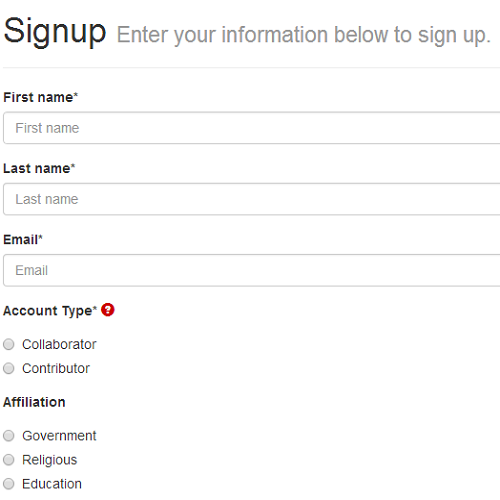 Signup Enter your information below to sign up.
First name*
First name
Last name*
Last name
Email*
Email
Account Type* ?
Collaborator
Contributor
Affiliation
Government
Religious
Education